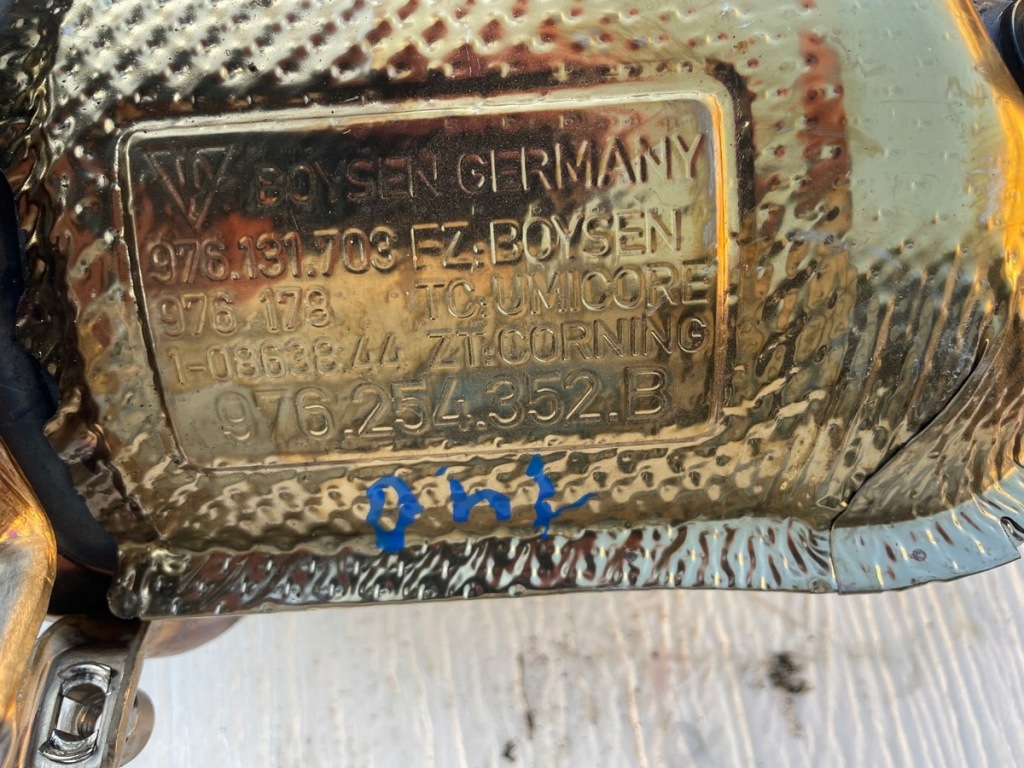 BOYSEN GERMANY
976.131.703 FZ:BOYSEN
976 178 TC:UMICORE
1-08638.44 ZT:CORNING
976.254.352.B